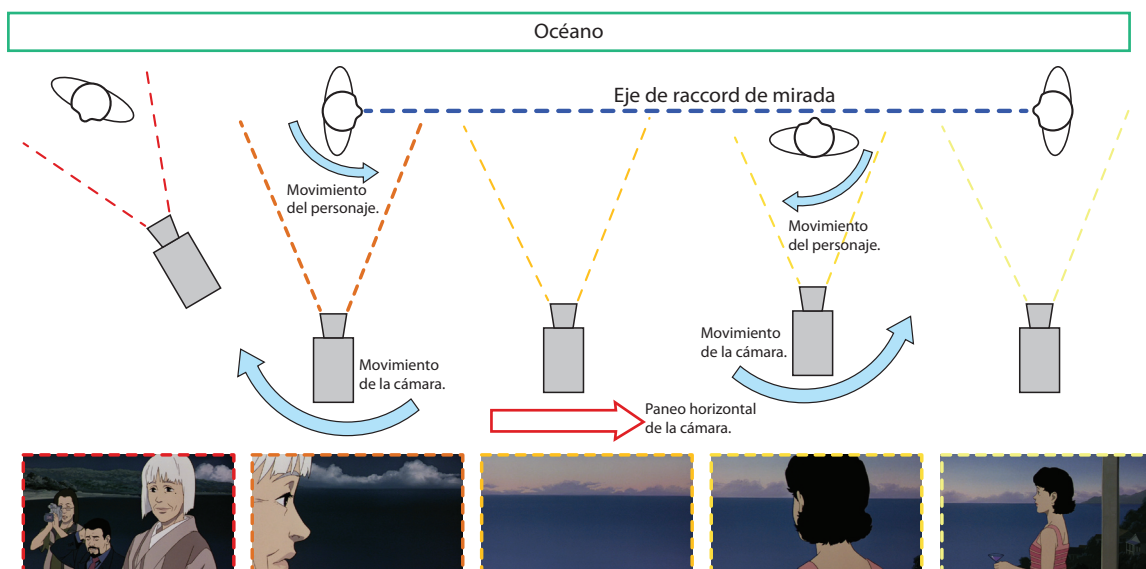 Océano
Eje de raccord de mirada
Movimiento
del personaje.
Movimiento
del personaje.
Movimiento
de la cámara.
Movimiento
de la cámara.
Paneo horizontal
de la cámara.